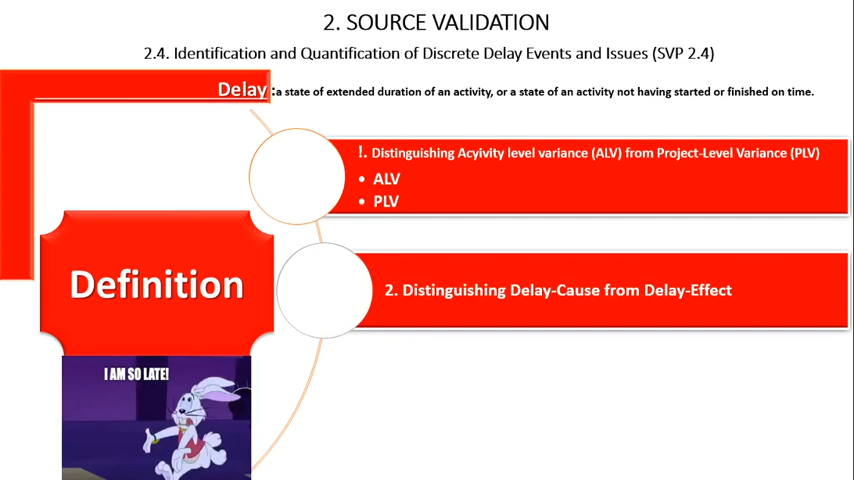 2. SOURCE VALIDATION
2.4. Identification and Quantification of Discrete Delay Events and Issues (SVP 2.4)
Delay :a state of extended duration of an activity, or a state of an activity not having started or finished on time.
!. Distinguishing Acyivity level variance (ALV) from Project-Level Variance (PLV)
• ALV
• PLV
Definition
2. Distinguishing Delay-Cause from Delay-Effect
I AM SO LATE!